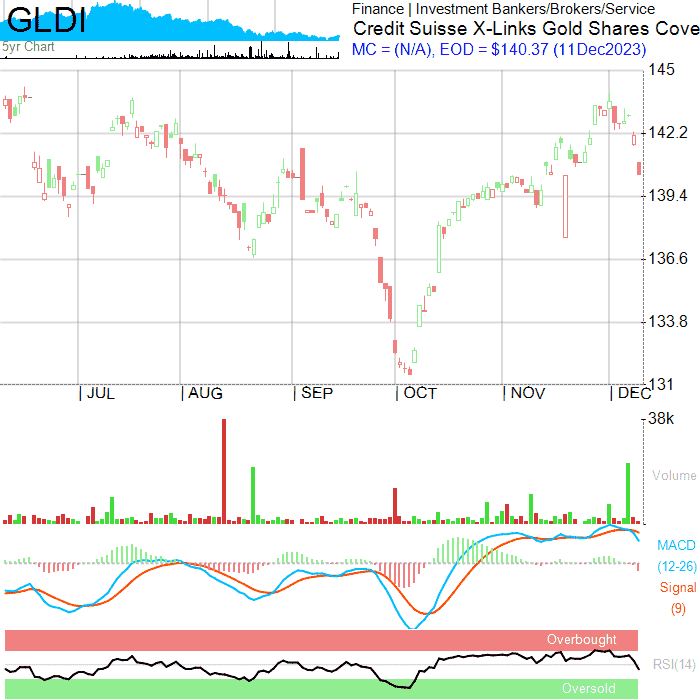 GLDI
5yr Chart
Finance | Investment Bankers/Brokers/Service
Credit Suisse X-Links Gold Shares Cove
MC = (N/A), EOD = $140.37 (11Dec2023)
145
142.2
139.4
136.6
133.8
131
| JUL | AUG | SEP | OCT | NOV | DEC
38k
Volume
MACD
(12-26)
Signal
(9)
Overbought
RSI(14)
Oversold